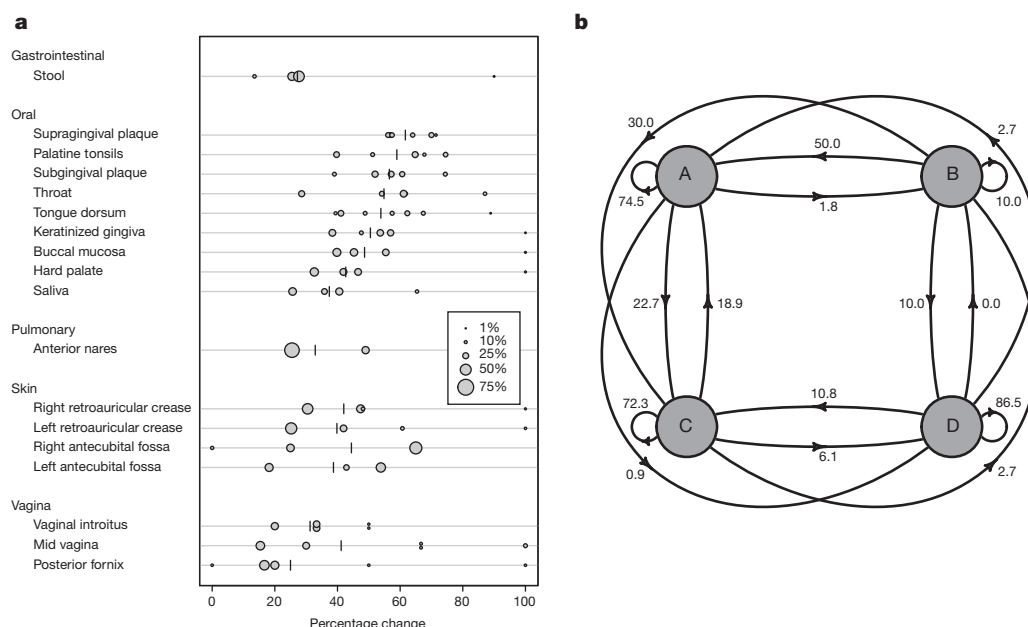 a
Gastrointestinal
Stool
Oral
Supragingival plaque
Palatine tonsils
Subgingival plaque
Throat
Tongue dorsum
Keratinized gingiva
Buccal mucosa
Hard palate
Saliva
Pulmonary
Anterior nares
Skin
Right retroauricular crease
Left retroauricular crease
Right antecubital fossa
Left antecubital fossa
Vagina
Vaginal introitus
Mid vagina
Posterior fornix
1%
10%
25%
50%
75%
0 20 40 60 80 100
Percentage change
b
30.0 2.7
50.0
A B
74.5 1.8 10.0
22.7 18.9 10.0 0.0
72.3 10.8 86.5
C D
6.1
0.9 2.7